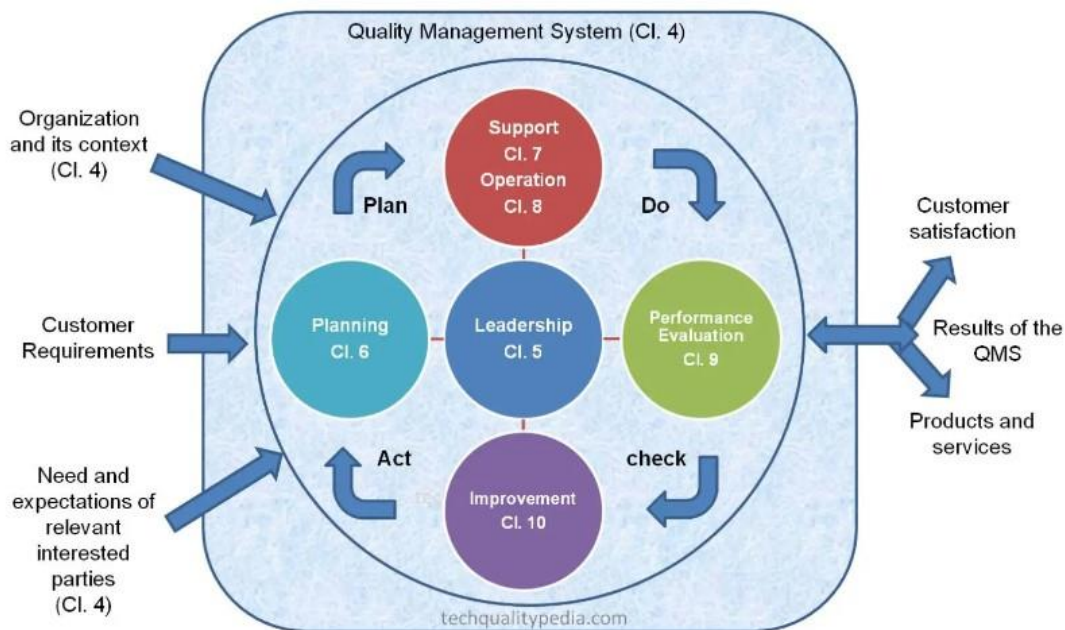 Quality Management System (Cl. 4)
Organization
and its context
(Cl. 4)
Customer
Requirements
Need and
expectations of
relevant
interested
parties
(Cl. 4)
Plan
Support
Cl. 7
Operation
Cl. 8
Do
Planning
Cl. 6
Leadership
Cl. 5
Performance
Evaluation
Cl. 9
Act
Improvement
Cl. 10
check
Customer
satisfaction
Results of the
QMS
Products and
services
techqualitypedia.com